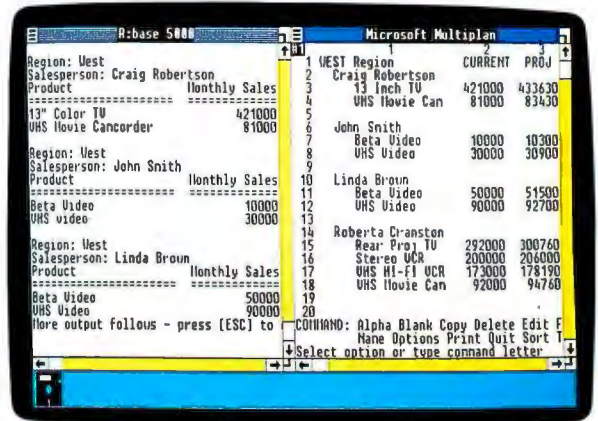 R:base 5000
Region: West
Salesperson: Craig Robertson
Product Monthly Sales
13" Color TV 421000
VHS Movie Camcorder 81000
Region: West
Salesperson: John Smith
Product Monthly Sales
Beta Video 10000
VHS video 30000
Region: West
Salesperson: Linda Brown
Product Monthly Sales
Beta Video 50000
VHS Video 90000
More output follows - press [ESC] to
Microsoft Multiplan
#1 1 2 3
1 WEST Region CURRENT PROJ
2 Craig Robertson
3 13 Inch TV 421000 433630
4 VHS Movie Cam 81000 83430
5
6 John Smith
7 Beta Video 10000 10300
8 VHS Video 30000 30900
9
10 Linda Brown
11 Beta Video 50000 51500
12 VHS Video 90000 92700
13
14 Roberta Cranston
15 Rear Proj TV 292000 300760
16 Stereo VCR 200000 206000
17 VHS Hi-Fi VCR 173000 178190
18 VHS Movie Cam 92000 94760
19
20
COMMAND: Alpha Blank Copy Delete Edit F
Name Options Print Quit Sort T
Select option or type command letter